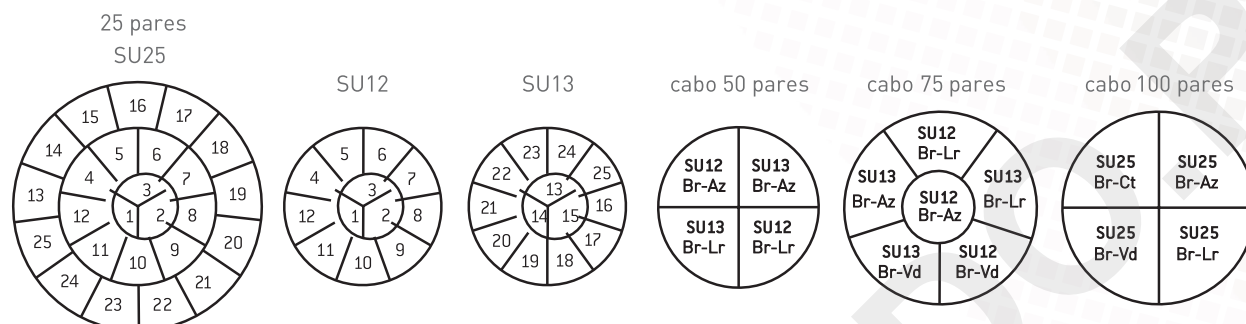 25 pares
SU25
16
15
17
14
18
5
6
4
7
3
13
19
12
1
2
8
25
20
11
9
10
24
21
23
22
SU12
5
6
4
7
3
12
1
2
8
11
9
10
SU13
23
24
22
25
13
21
14
15
16
20
17
19
18
cabo 50 pares
SU12
Br-Az
SU13
Br-Az
SU13
Br-Lr
SU12
Br-Lr
cabo 75 pares
SU12
Br-Lr
SU13
Br-Az
SU12
Br-Az
SU13
Br-Lr
SU13
Br-Vd
SU12
Br-Vd
cabo 100 pares
SU25
Br-Ct
SU25
Br-Az
SU25
Br-Vd
SU25
Br-Lr